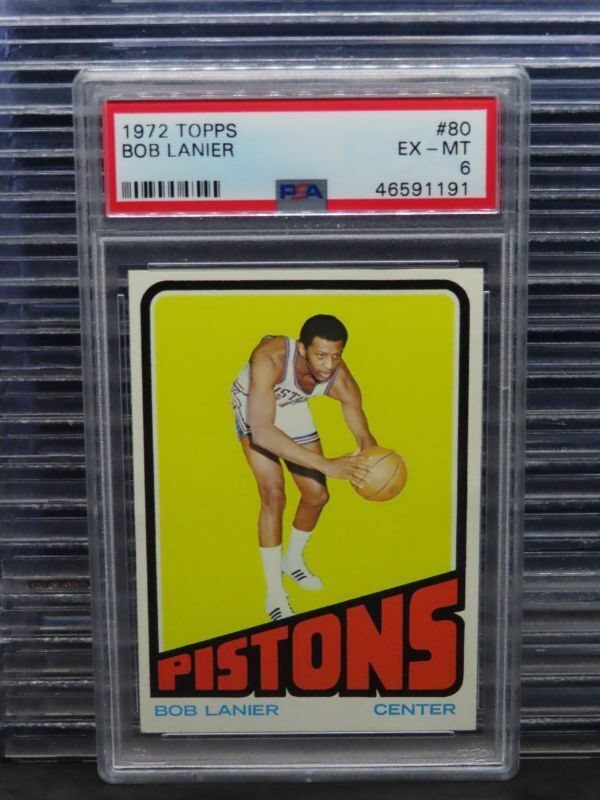 1972 TOPPS #80
BOB LANIER EX - MT
6
PSA 46591191
PISTONS
BOB LANIER CENTER